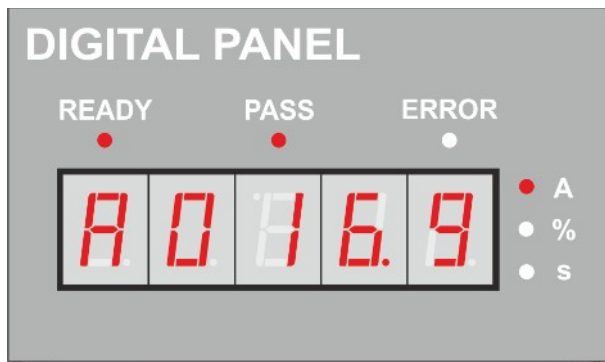 DIGITAL PANEL
READY PASS ERROR
A016.9
A
%
s